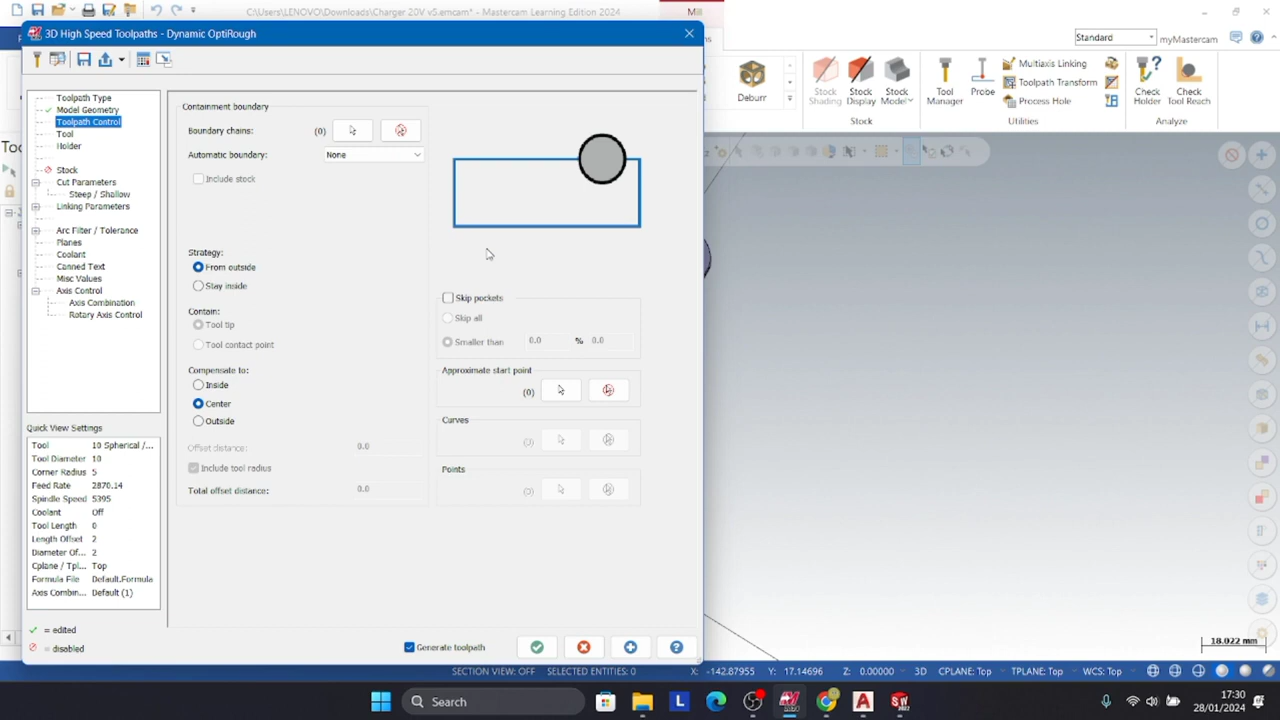 C:\Users\LENOVO\Downloads\Charger 20V v5.emcam* - Mastercam Learning Edition 2024
3D High Speed Toolpaths - Dynamic OptiRough
Standard
myMastercam
Deburr
Stock Shading
Stock Display
Stock Model
Stock
Tool Manager
Probe
Multiaxis Linking
Toolpath Transform
Process Hole
Utilities
Check Holder
Check Tool Reach
Analyze
Toolpath Type
Model Geometry
Toolpath Control
Tool
Holder
Stock
Cut Parameters
Steep / Shallow
Linking Parameters
Arc Filter / Tolerance
Planes
Coolant
Canned Text
Misc Values
Axis Control
Axis Combination
Rotary Axis Control
Containment boundary
Boundary chains: (0)
Automatic boundary: None
Include stock
Strategy:
From outside
Stay inside
Contain:
Tool tip
Tool contact point
Compensate to:
Inside
Center
Outside
Offset distance: 0.0
Include tool radius
Total offset distance: 0.0
Skip pockets
Skip all
Smaller than 0.0 % 0.0
Approximate start point
(0)
Curves
(0)
Points
(0)
Quick View Settings
Tool 10 Spherical /...
Tool Diameter 10
Corner Radius 5
Feed Rate 2870.14
Spindle Speed 5395
Coolant Off
Tool Length 0
Length Offset 2
Diameter Of... 2
Cplane / Tpl... Top
Formula File Default.Formula
Axis Combin... Default (1)
= edited
= disabled
Generate toolpath
18.022 mm
SECTION VIEW: OFF SELECTED ENTITIES: 0 X: -142.87955 Y: 17.14696 Z: 0.00000 3D CPLANE: Top TPLANE: Top WCS: Top
Search
17:30
28/01/2024